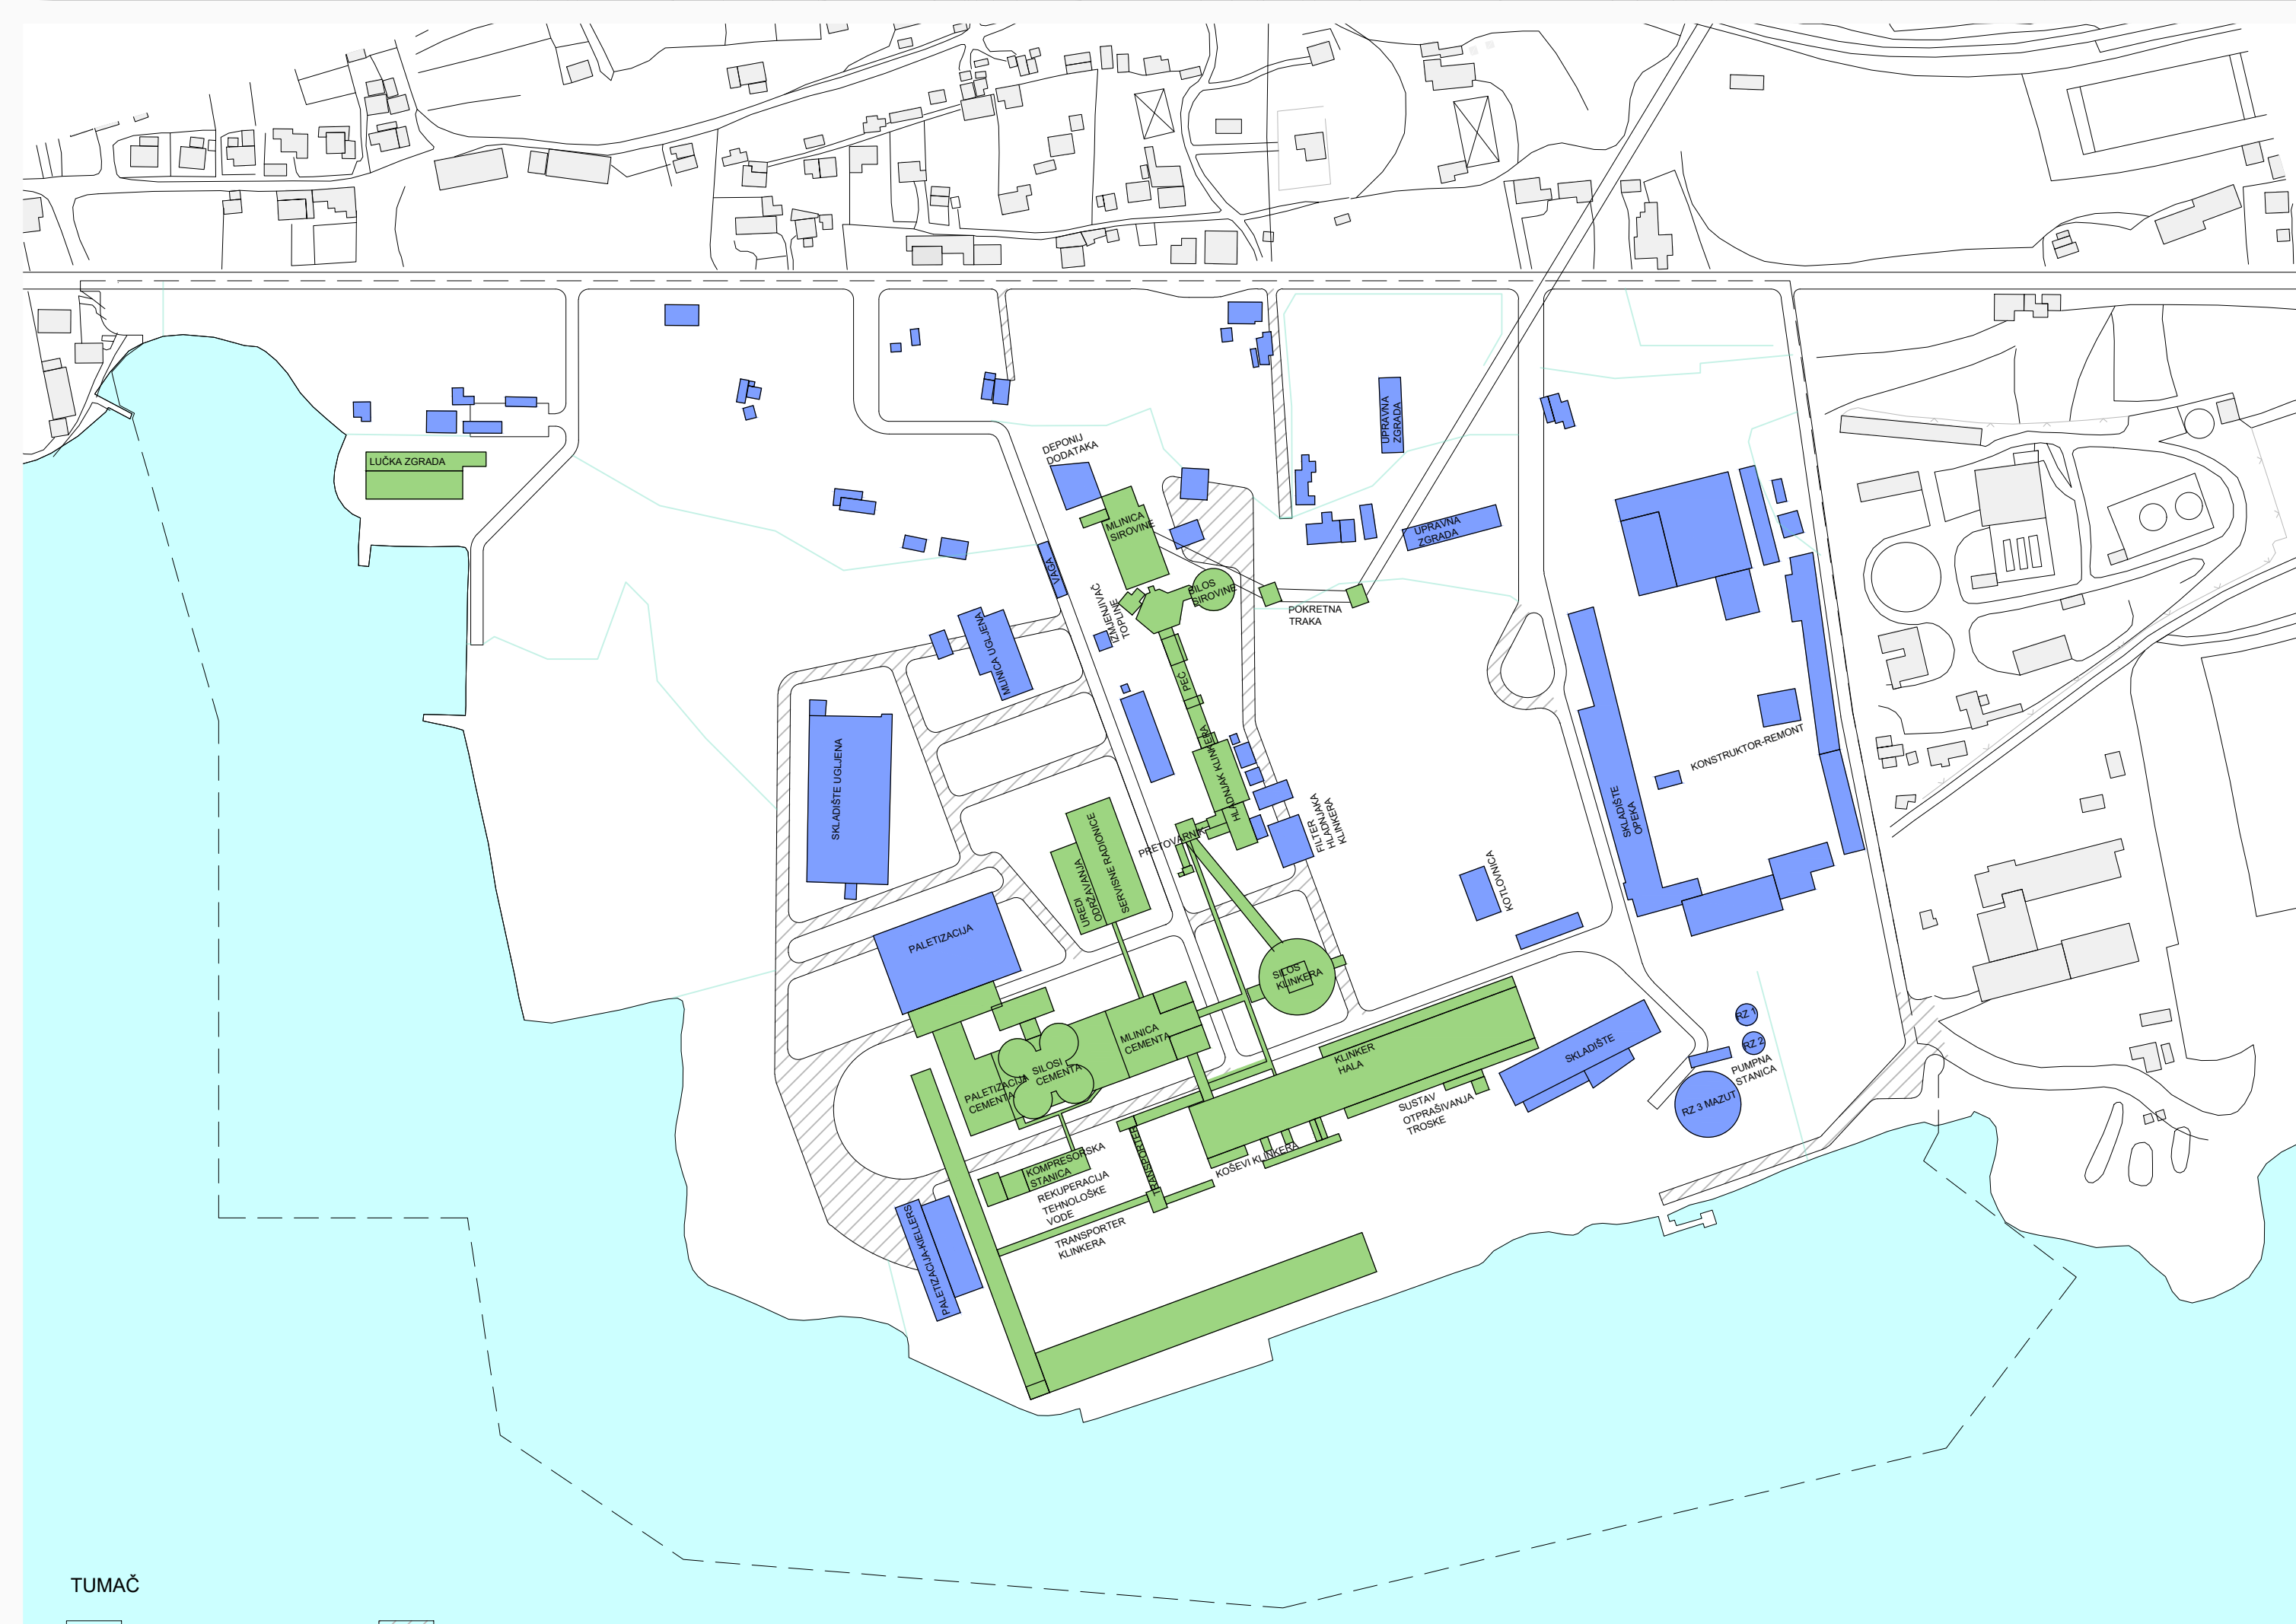 DEPONIJ
DODATAKA
UPRAVNA
ZGRADA
LUČKA ZGRADA
MLINICA
SIROVINE
UPRAVNA
ZGRADA
VAGA
IZMJENJIVAČ
TOPLINE
SILOS
SIROVINE
POKRETNA
TRAKA
MLINICA UGLJENA
PEĆ
SKLADIŠTE UGLJENA
HLADNJAK KLINKERA
KONSTRUKTOR-REMONT
SKLADIŠTE
OPEKA
PRETOVARNIK
FILTER
HLADNJAKA
KLINKERA
UREDI
ODRŽAVANJA
SERVISNE RADIONICE
KOTLOVNICA
PALETIZACIJA
SILOS
KLINKERA
MLINICA
CEMENTA
SILOSI
CEMENTA
PALETIZACIJA
CEMENTA
KLINKER
HALA
SKLADIŠTE
RZ 1
RZ 2
PUMPNA
STANICA
RZ 3 MAZUT
SUSTAV
OTPRAŠIVANJA
TROSKE
TRANSPORTER
KOŠEVI KLINKERA
KOMPRESORSKA
STANICA
REKUPERACIJA
TEHNOLOŠKE
VODE
TRANSPORTER
KLINKERA
PALETIZACIJA-KIELLERS
TUMAČ